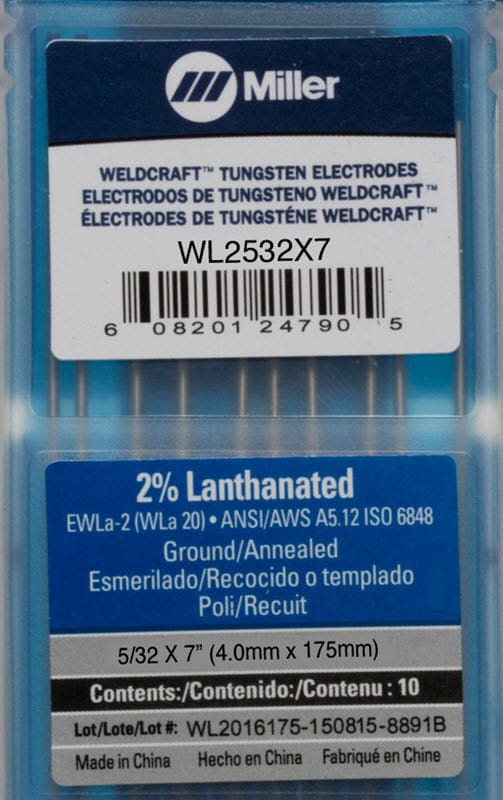 Miller
WELDCRAFT™ TUNGSTEN ELECTRODES
ELECTRODOS DE TUNGSTENO WELDCRAFT™
ÉLECTRODES DE TUNGSTÉNE WELDCRAFT™
WL2532X7
6 08201 24790 5
2% Lanthanated
EWLa-2 (WLa 20) • ANSI/AWS A5.12 ISO 6848
Ground/Annealed
Esmerilado/Recocido o templado
Poli/Recuit
5/32 X 7” (4.0mm x 175mm)
Contents:/Contenido:/Contenu : 10
Lot/Lote/Lot #: WL2016175-150815-8891B
Made in China Hecho en China Fabriqué en Chine